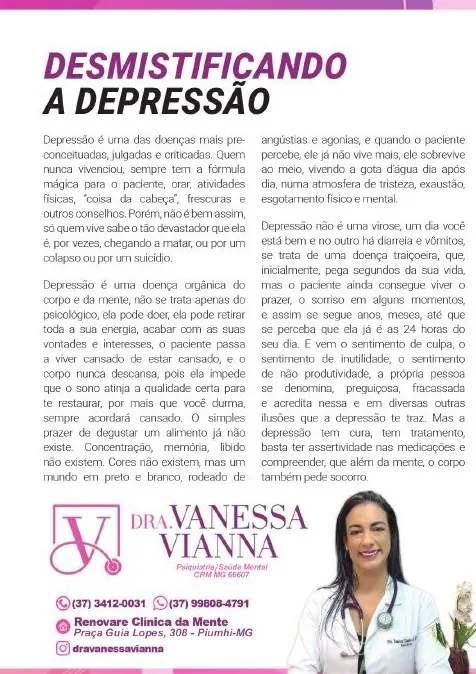 DESMISTIFICANDO
A DEPRESSÃO
Depressão é uma das doenças mais pre-
conceituadas, julgadas e criticadas. Quem
nunca vivenciou, sempre tem a fórmula
mágica para o paciente, orar, atividades
físicas, “coisa da cabeça”, frescuras e
outros conselhos. Porém, não é bem assim,
só quem vive sabe o tão devastador que ela
é, por vezes, chegando a matar, ou por um
colapso ou por um suicídio.
Depressão é uma doença orgânica do
corpo e da mente, não se trata apenas do
psicológico, ela pode doer, ela pode retirar
toda a sua energia, acabar com as suas
vontades e interesses, o paciente passa
a viver cansado de estar cansado, e o
corpo nunca descansa, pois ela impede
que o sono atinja a qualidade certa para
te restaurar, por mais que você durma,
sempre acordará cansado. O simples
prazer de degustar um alimento já não
existe. Concentração, memória, libido
não existem. Cores não existem, mas um
mundo em preto e branco, rodeado de
angústias e agonias, e quando o paciente
percebe, ele já não vive mais, ele sobrevive
ao meio, vivendo a gota d’água dia após
dia, numa atmosfera de tristeza, exaustão,
esgotamento físico e mental.
Depressão não é uma virose, um dia você
está bem e no outro há diarreia e vômitos,
se trata de uma doença traiçoeira, que,
inicialmente, pega segundos da sua vida,
mas o paciente ainda consegue viver o
prazer, o sorriso em alguns momentos,
e assim se segue anos, meses, até que
se perceba que ela já é as 24 horas do
seu dia. E vem o sentimento de culpa, o
sentimento de inutilidade, o sentimento
de não produtividade, a própria pessoa
se denomina, preguiçosa, fracassada
e acredita nessa e em diversas outras
ilusões que a depressão te traz. Mas a
depressão tem cura, tem tratamento,
basta ter assertividade nas medicações e
compreender, que além da mente, o corpo
também pede socorro.
DRA. VANESSA
VIANNA
Psiquiatria/Saúde Mental
CRM MG 66607
(37) 3412-0031 (37) 99808-4791
Renovare Clínica da Mente
Praça Guia Lopes, 308 - Piumhi-MG
dravanessavianna